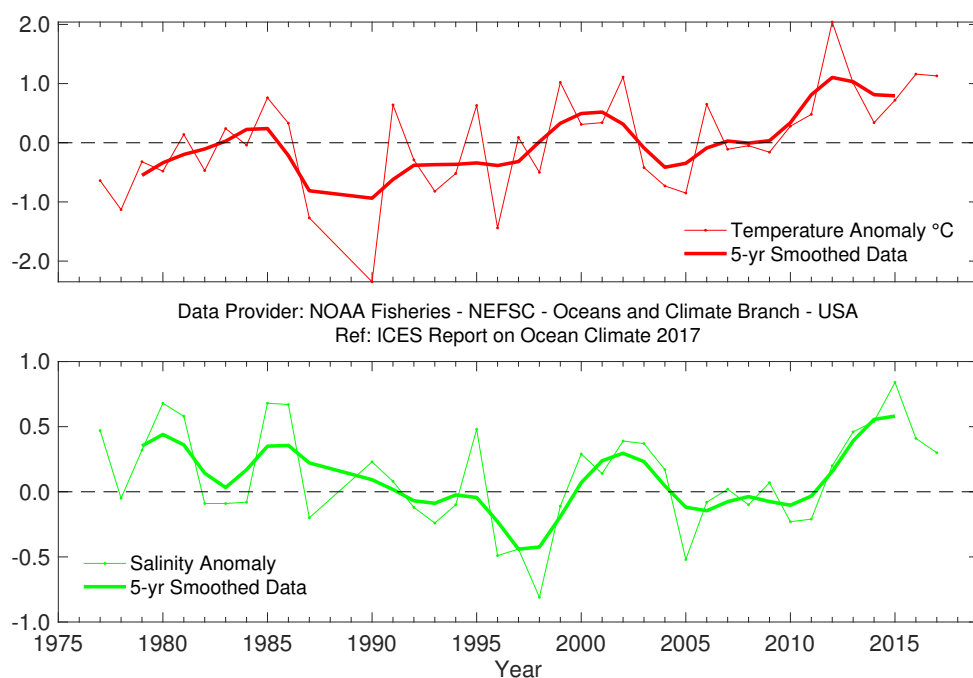 2.0
1.0
0.0
-1.0
-2.0
Temperature Anomaly °C
5-yr Smoothed Data
Data Provider: NOAA Fisheries - NEFSC - Oceans and Climate Branch - USA
Ref: ICES Report on Ocean Climate 2017
1.0
0.5
0.0
-0.5
-1.0
Salinity Anomaly
5-yr Smoothed Data
1975 1980 1985 1990 1995 2000 2005 2010 2015
Year